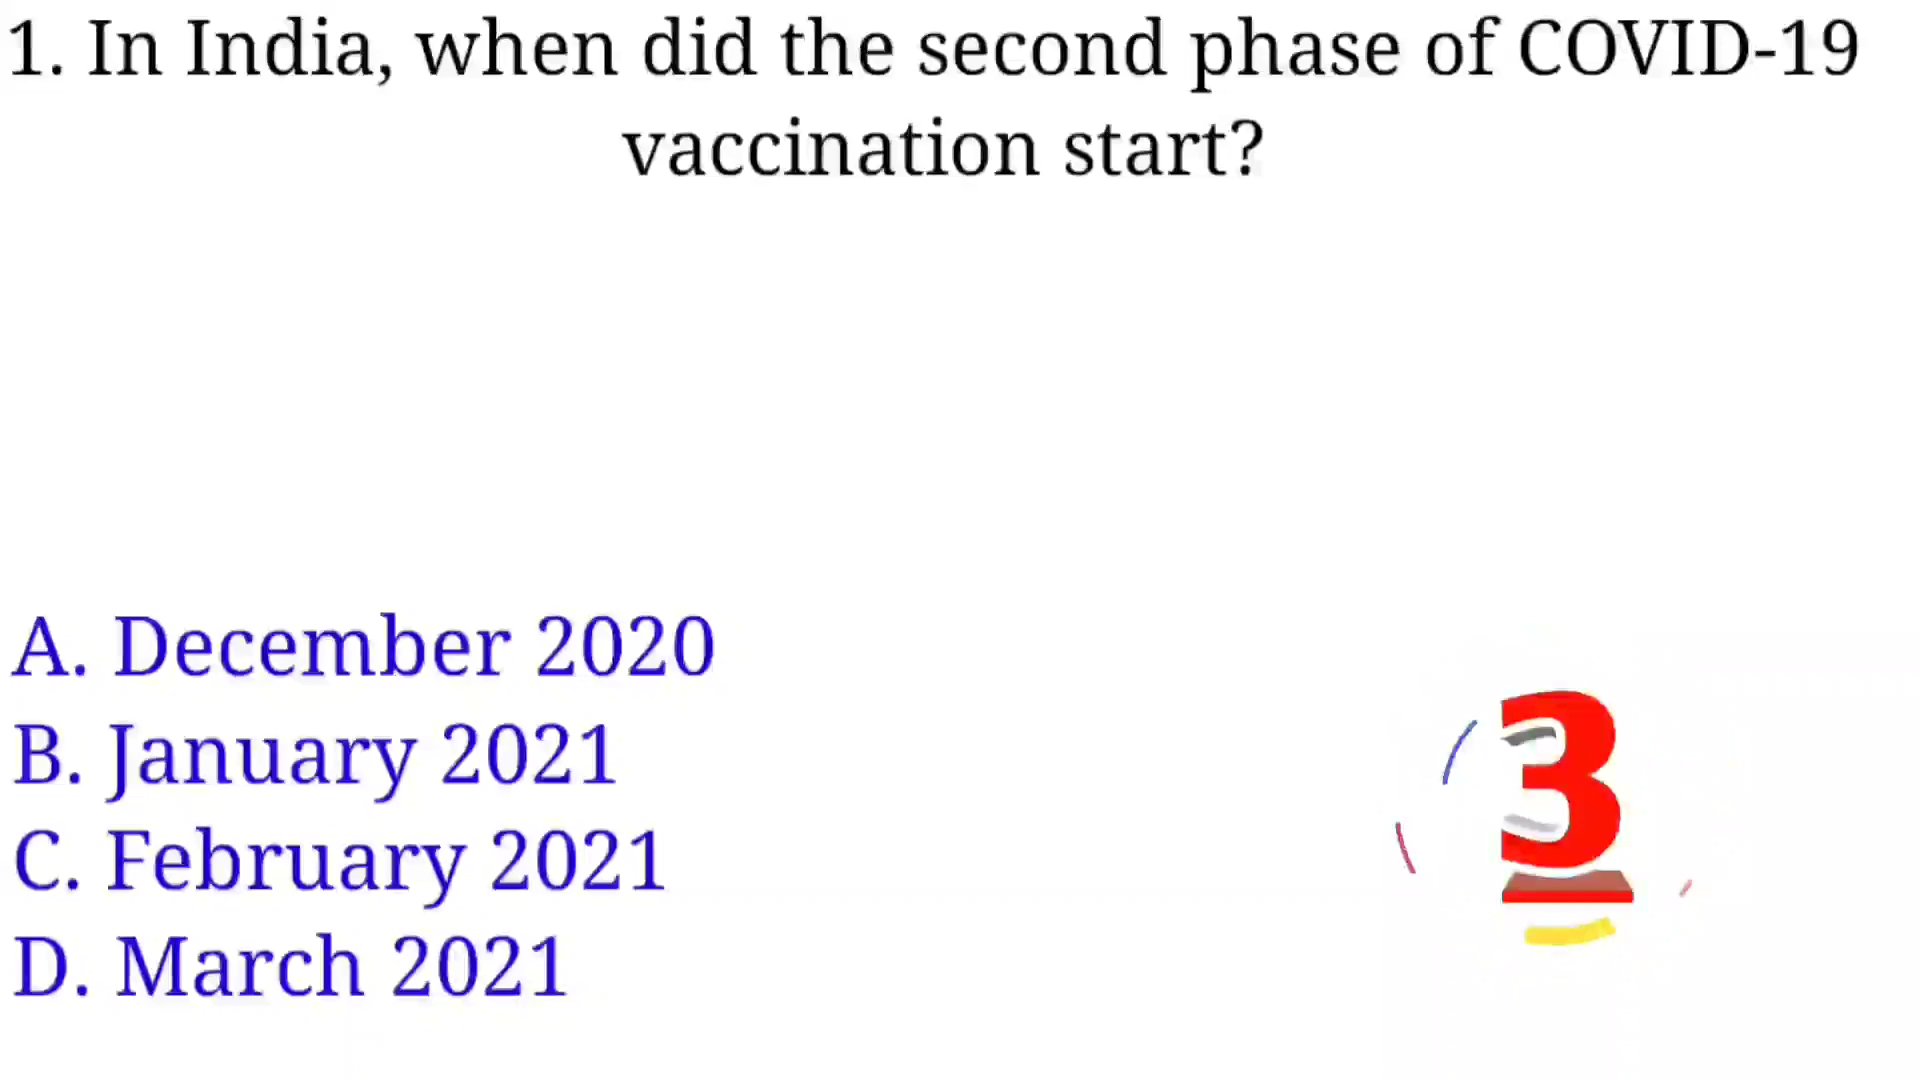 1. In India, when did the second phase of COVID-19
vaccination start?
A. December 2020
B. January 2021
C. February 2021
D. March 2021
3